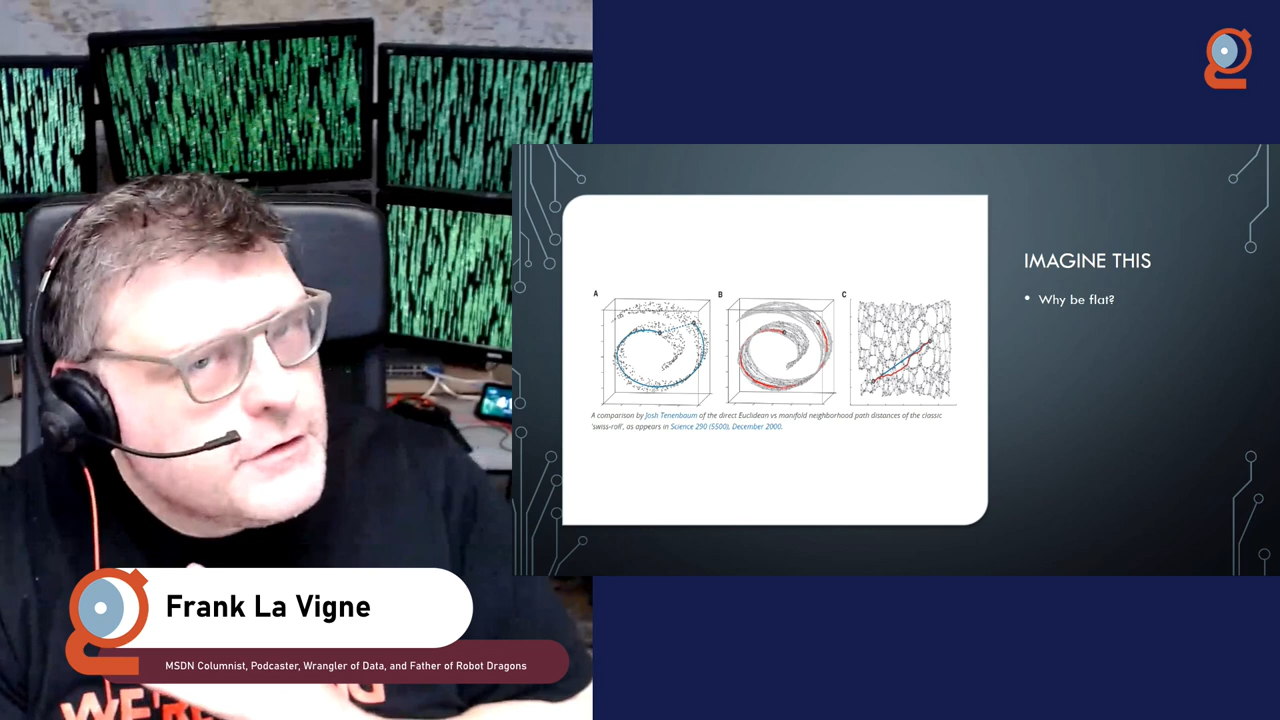 IMAGINE THIS
• Why be flat?
A
B
C
A comparison by Josh Tenenbaum of the direct Euclidean vs manifold neighborhood path distances of the classic
'swiss-roll', as appears in Science 290 (5500), December 2000.
Frank La Vigne
MSDN Columnist, Podcaster, Wrangler of Data, and Father of Robot Dragons
WE'RE